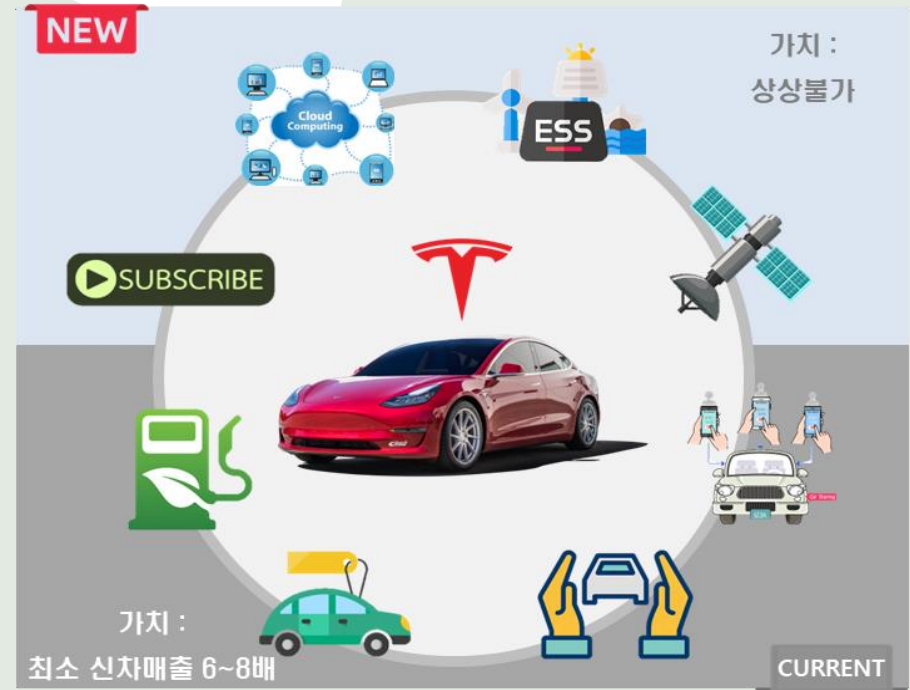 NEW
가치 :
상상불가
Cloud
Computing
ESS
SUBSCRIBE
가치 :
최소 신차매출 6~8배
CURRENT